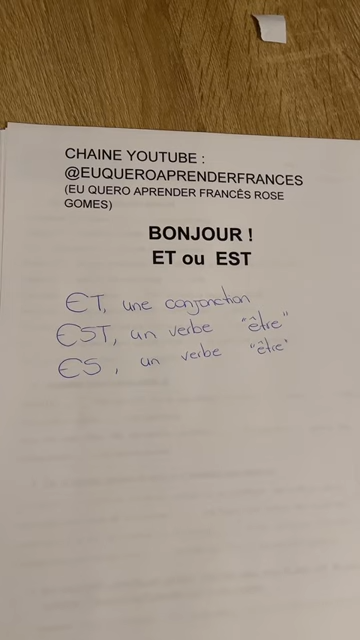 CHAINE YOUTUBE :
@EUQUEROAPRENDERFRANCES
(EU QUERO APRENDER FRANCÊS ROSE
GOMES)
BONJOUR !
ET ou EST
ET, une conjonction
EST, un verbe "être"
ES, un verbe "être"